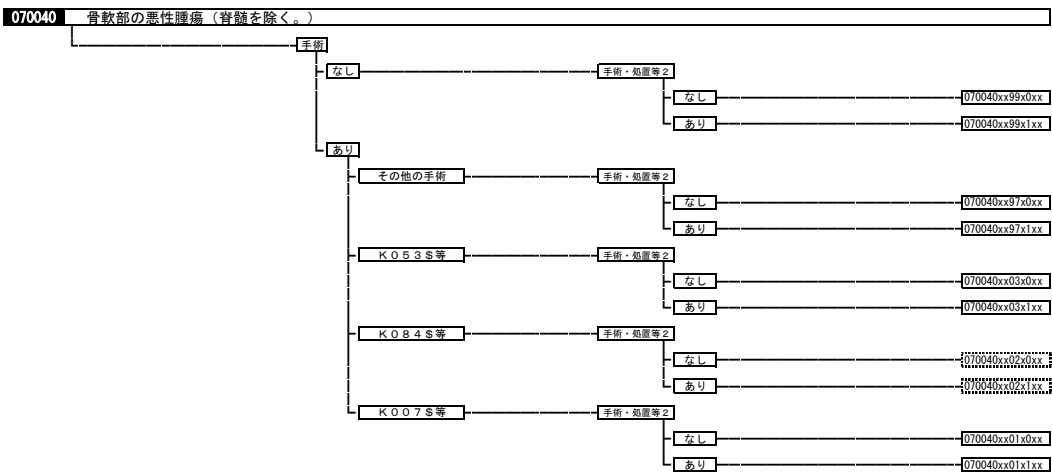 070040 骨軟部の悪性腫瘍（脊髄を除く。）
手術
なし 手術・処置等2
なし 070040xx99x0xx
あり 070040xx99x1xx
あり
その他の手術 手術・処置等2
なし 070040xx97x0xx
あり 070040xx97x1xx
K053$等 手術・処置等2
なし 070040xx03x0xx
あり 070040xx03x1xx
K084$等 手術・処置等2
なし 070040xx02x0xx
あり 070040xx02x1xx
K007$等 手術・処置等2
なし 070040xx01x0xx
あり 070040xx01x1xx